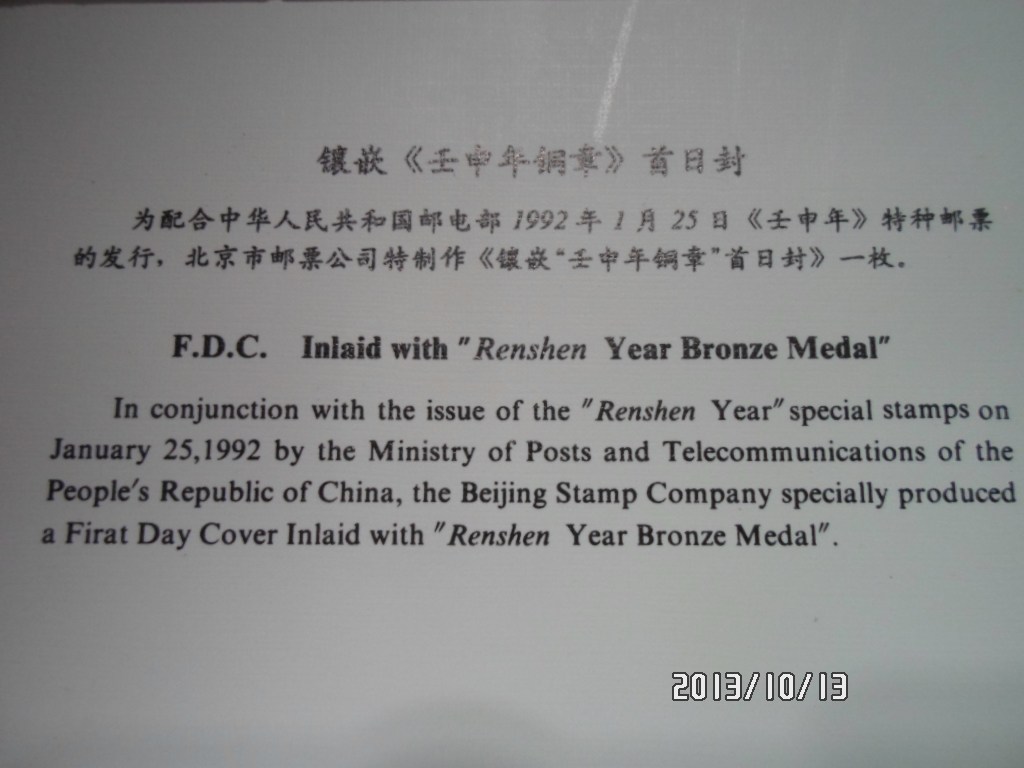 镶嵌《壬申年铜章》首日封
为配合中华人民共和国邮电部 1992 年 1 月 25 日《壬申年》特种邮票
的发行，北京市邮票公司特制作《镶嵌“壬申年铜章”首日封》一枚。
F.D.C. Inlaid with "Renshen Year Bronze Medal"
In conjunction with the issue of the "Renshen Year" special stamps on
January 25,1992 by the Ministry of Posts and Telecommunications of the
People's Republic of China, the Beijing Stamp Company specially produced
a Firat Day Cover Inlaid with "Renshen Year Bronze Medal".
2013/10/13